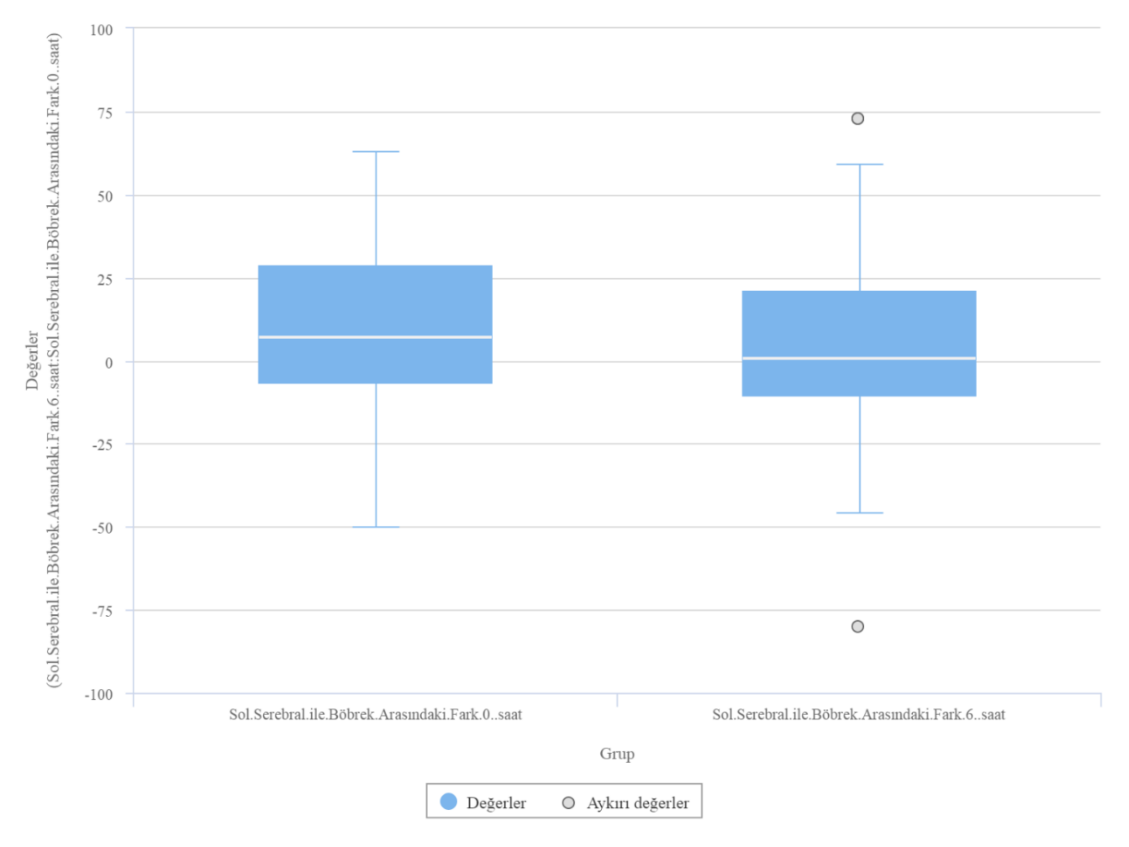 100
75
50
25
0
-25
-50
-75
-100
Değerler
(Sol.Serebral.ile.Böbrek.Arasındaki.Fark.6..saat:Sol.Serebral.ile.Böbrek.Arasındaki.Fark.0..saat)
Sol.Serebral.ile.Böbrek.Arasındaki.Fark.0..saat
Sol.Serebral.ile.Böbrek.Arasındaki.Fark.6..saat
Grup
Değerler
Aykırı değerler